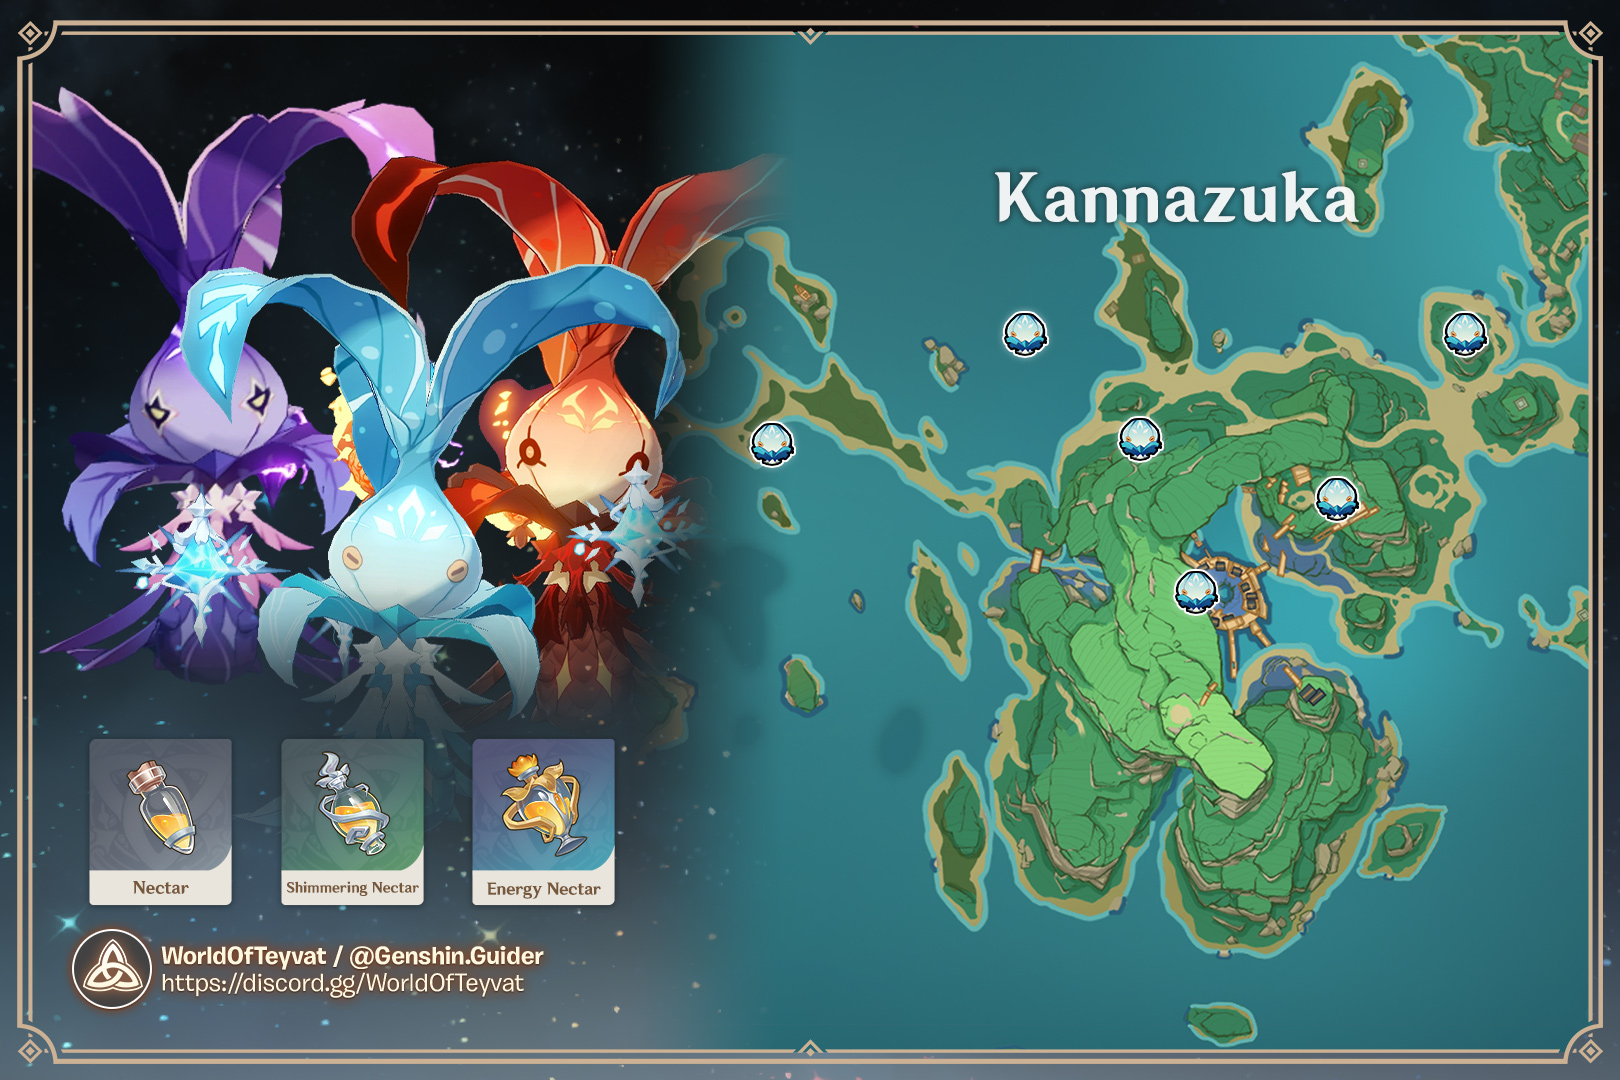 Kannazuka
Nectar
Shimmering Nectar
Energy Nectar
WorldOfTeyvat / @Genshin.Guider
https://discord.gg/WorldOfTeyvat